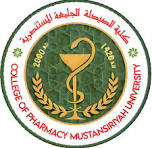 كلية الصيدلة الجامعة المستنصرية
2000 A.D.
1420 H.
COLLEGE OF PHARMACY MUSTANSIRIYAH UNIVERSITY